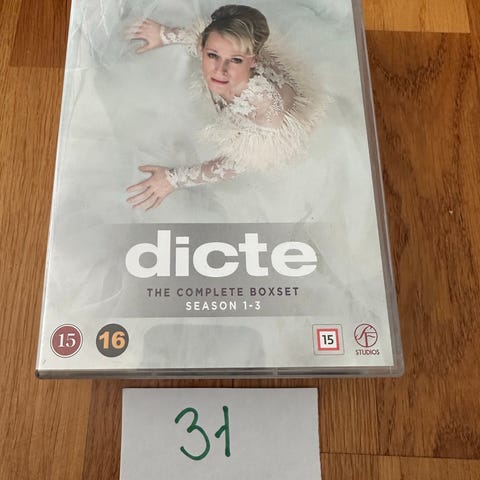 dicte
THE COMPLETE BOXSET
SEASON 1-3
15 16 15 SF
STUDIOS
31